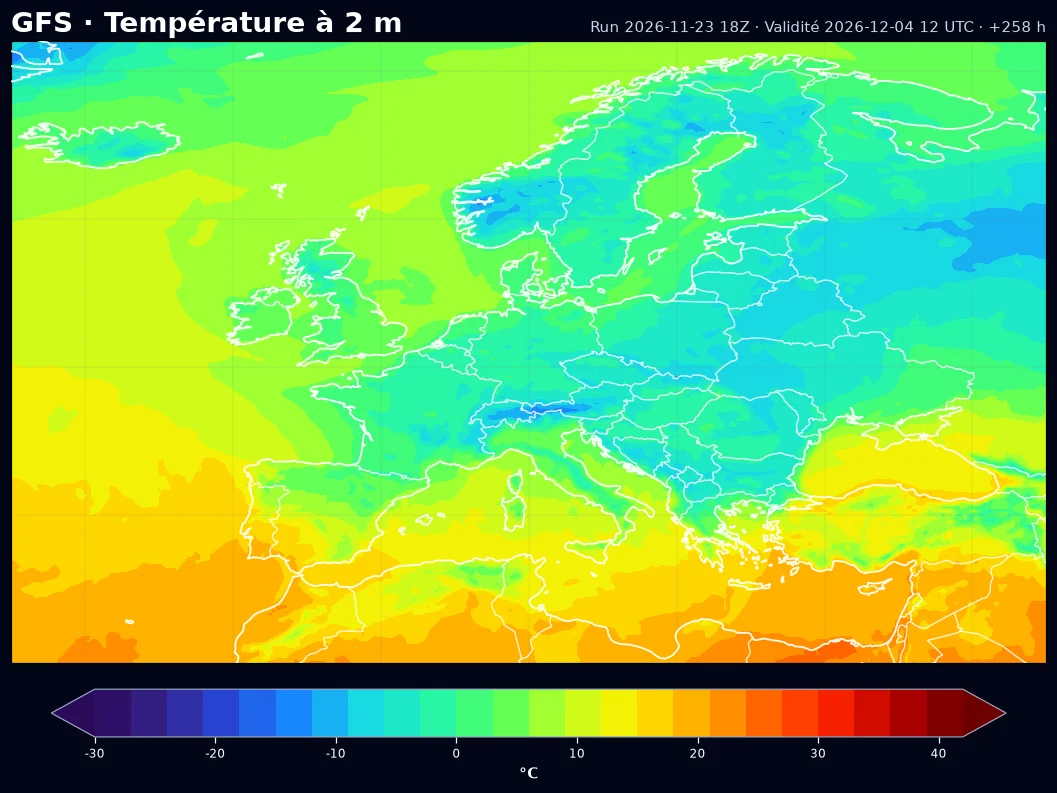 GFS · Température à 2 m
Run 2026-11-23 18Z · Validité 2026-12-04 12 UTC · +258 h
-30 -20 -10 0 10 20 30 40
°C